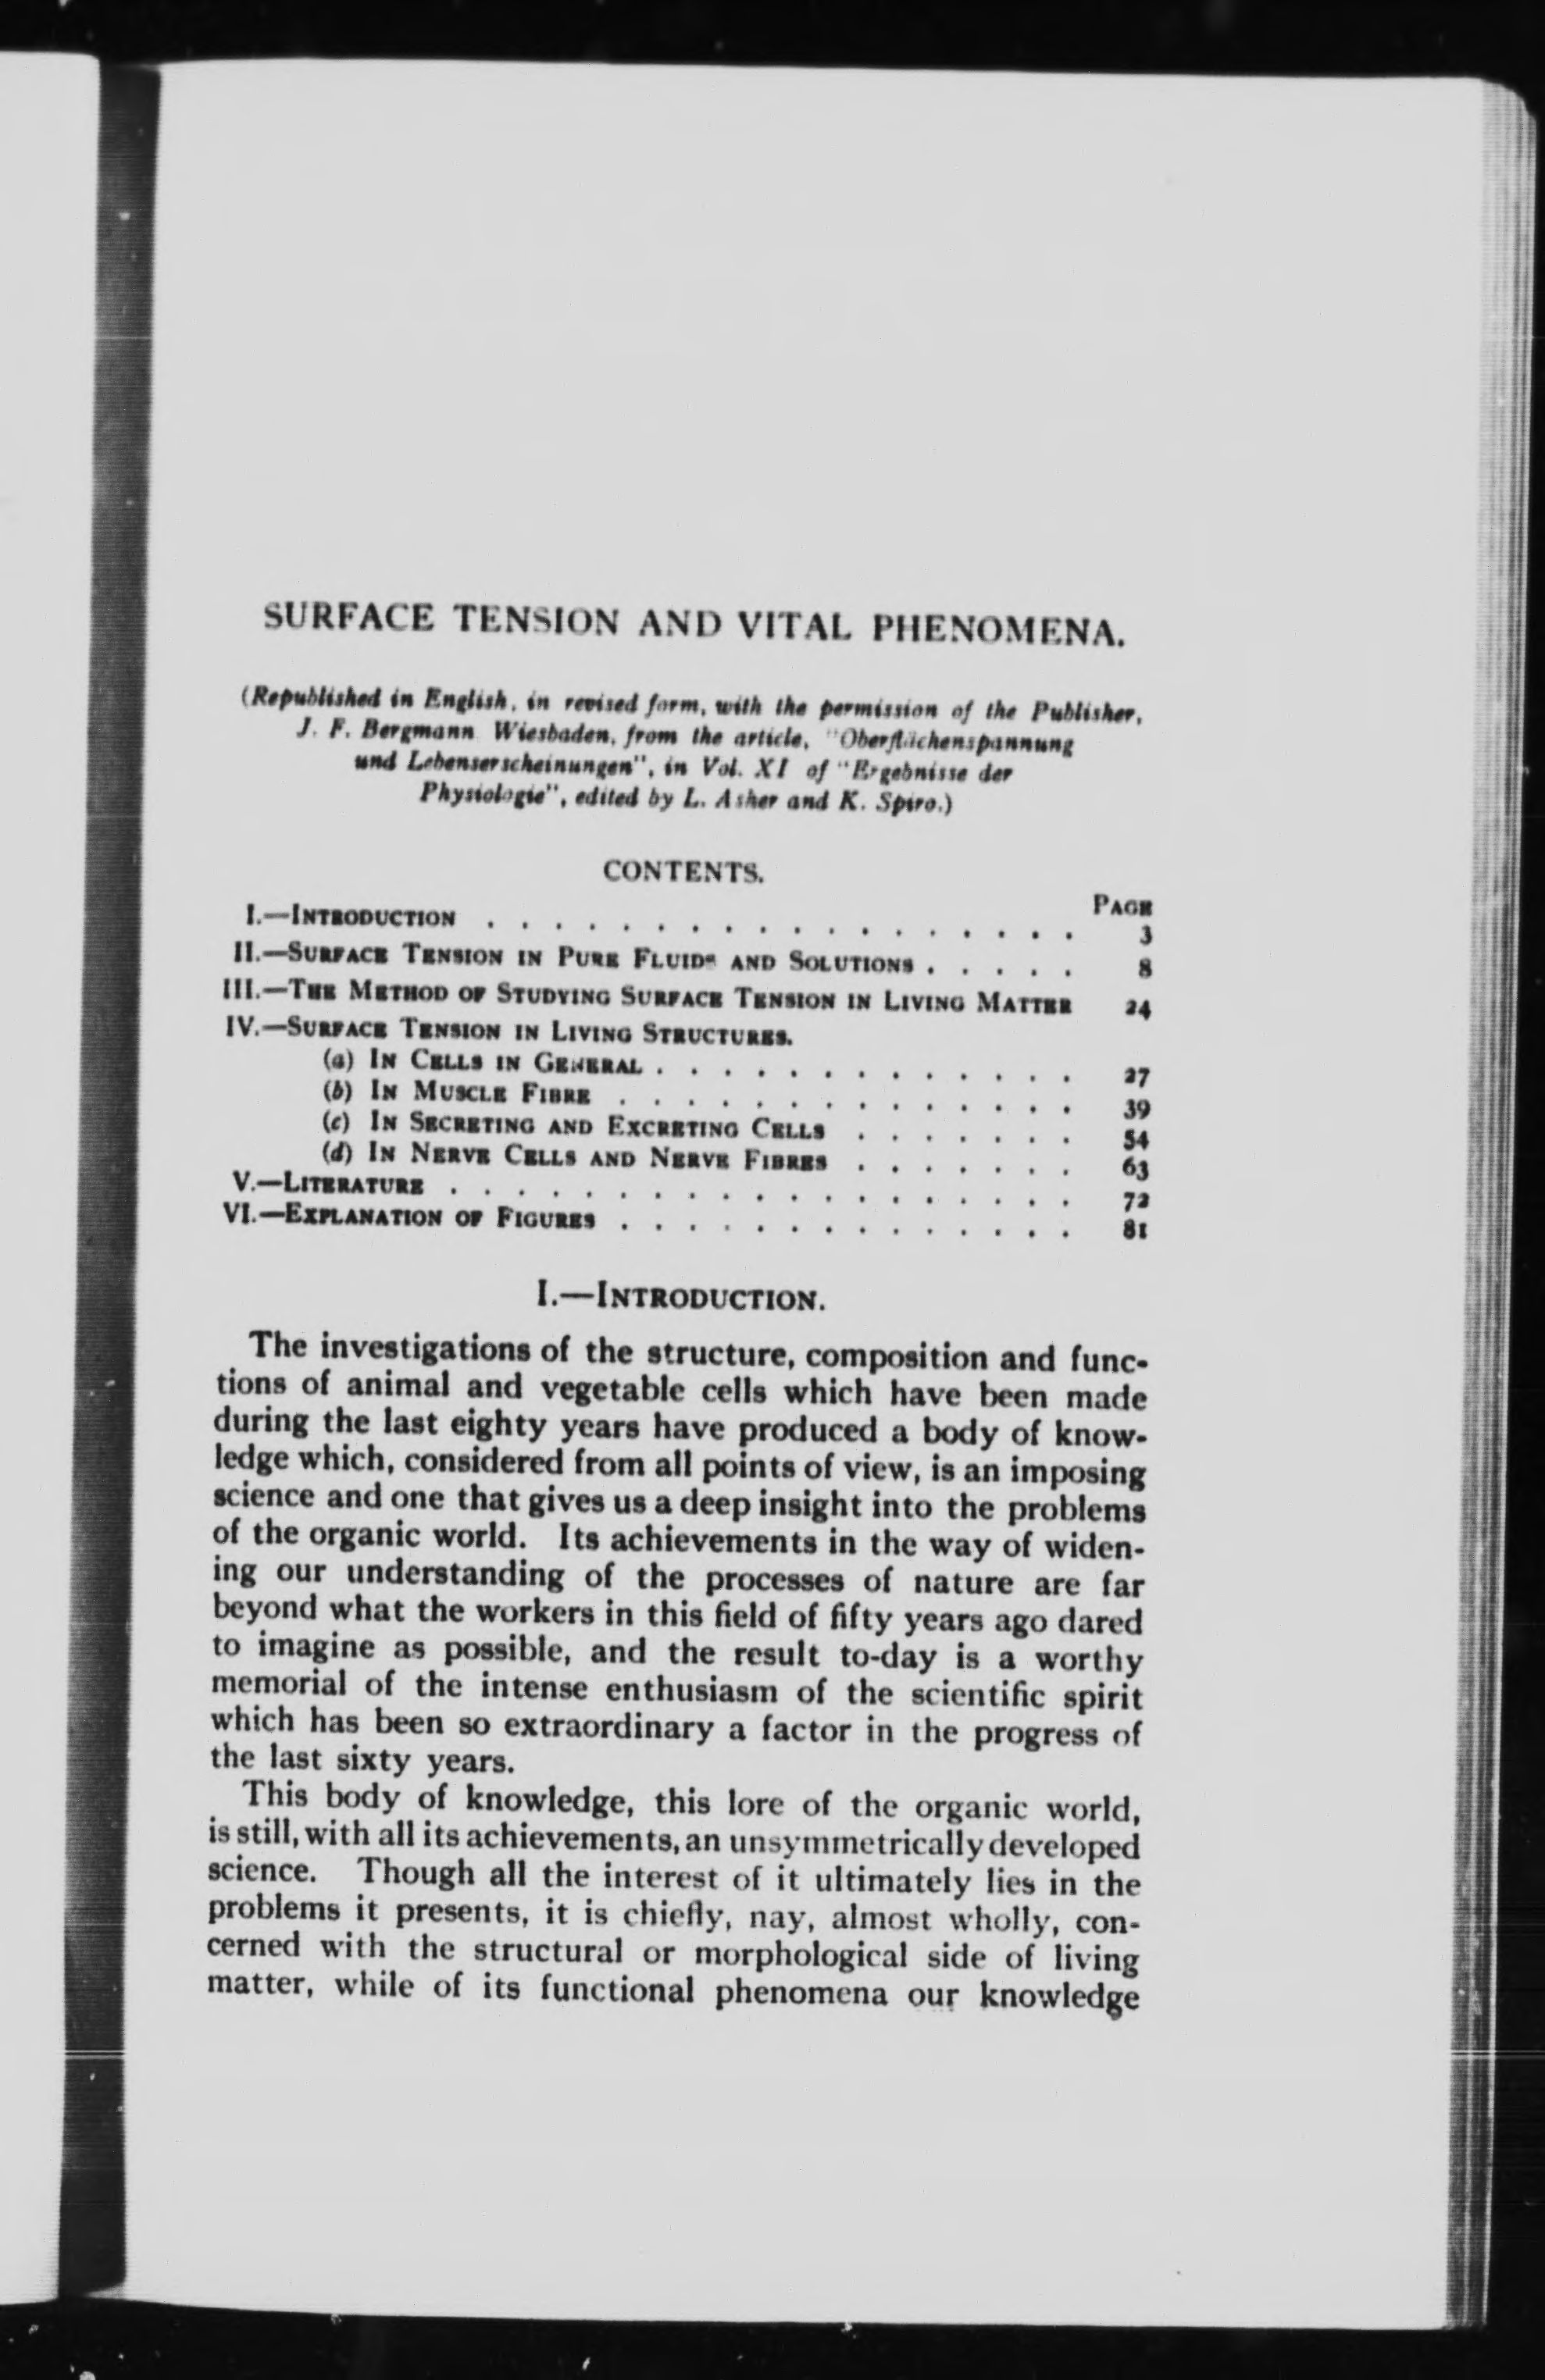 SURFACE TENSION AND VITAL PHENOMENA.
(Republished in English, in revised form, with the permission of the Publisher,
J. F. Bergmann Wiesbaden, from the article, "Oberflächenspannung
und Lebenserscheinungen", in Vol. XI of "Ergebnisse der
Physiologie", edited by L. Asher and K. Spiro.)
CONTENTS.
PAGE
I.—INTRODUCTION . . . . . . . . . . . . . . . . . . 3
II.—SURFACE TENSION IN PURE FLUIDS AND SOLUTIONS . . . . . 8
III.—THE METHOD OF STUDYING SURFACE TENSION IN LIVING MATTER 24
IV.—SURFACE TENSION IN LIVING STRUCTURES.
(a) IN CELLS IN GENERAL . . . . . . . . . . . . . 27
(b) IN MUSCLE FIBRE . . . . . . . . . . . . . . 39
(c) IN SECRETING AND EXCRETING CELLS . . . . . . . 54
(d) IN NERVE CELLS AND NERVE FIBRES . . . . . . . 63
V.—LITERATURE . . . . . . . . . . . . . . . . . . . 72
VI.—EXPLANATION OF FIGURES . . . . . . . . . . . . . . 81
I.—INTRODUCTION.
The investigations of the structure, composition and func-
tions of animal and vegetable cells which have been made
during the last eighty years have produced a body of know-
ledge which, considered from all points of view, is an imposing
science and one that gives us a deep insight into the problems
of the organic world. Its achievements in the way of widen-
ing our understanding of the processes of nature are far
beyond what the workers in this field of fifty years ago dared
to imagine as possible, and the result to-day is a worthy
memorial of the intense enthusiasm of the scientific spirit
which has been so extraordinary a factor in the progress of
the last sixty years.
This body of knowledge, this lore of the organic world,
is still, with all its achievements, an unsymmetrically developed
science. Though all the interest of it ultimately lies in the
problems it presents, it is chiefly, nay, almost wholly, con-
cerned with the structural or morphological side of living
matter, while of its functional phenomena our knowledge